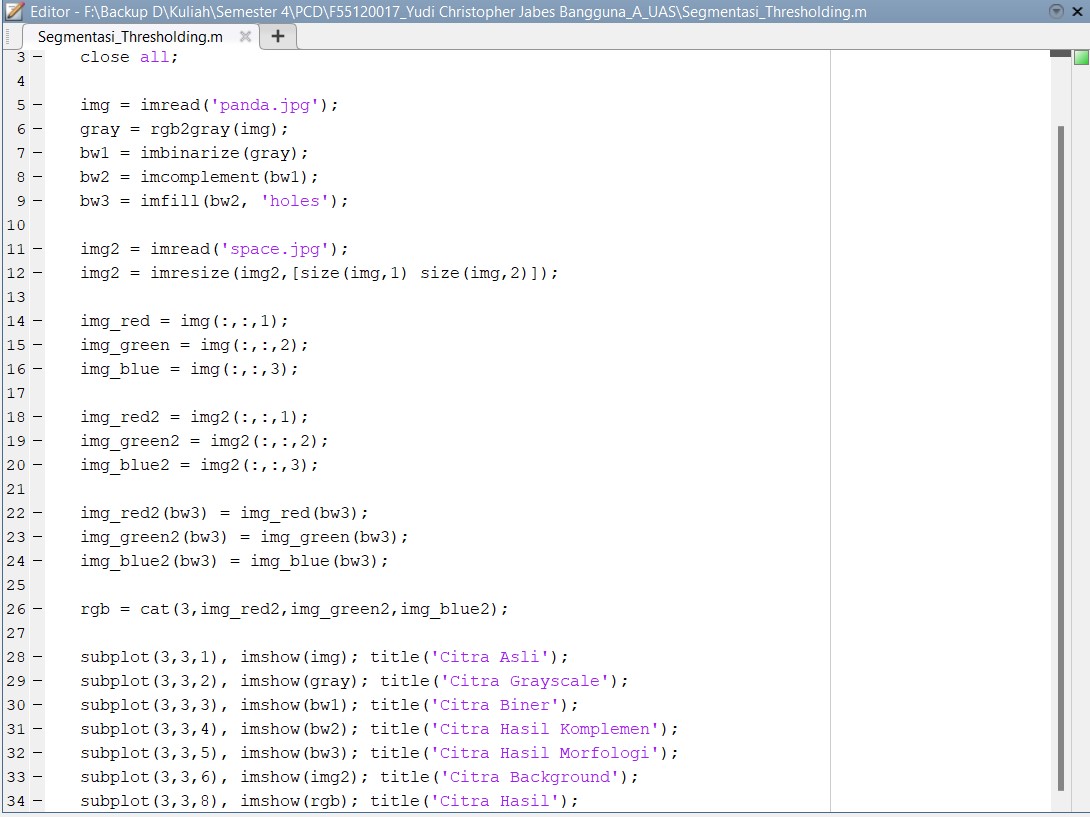 Editor - F:\Backup D\Kuliah\Semester 4\PCD\F55120017_Yudi Christopher Jabes Bangguna_A_UAS\Segmentasi_Thresholding.m
Segmentasi_Thresholding.m
3 – close all;
4
5 – img = imread('panda.jpg');
6 – gray = rgb2gray(img);
7 – bw1 = imbinarize(gray);
8 – bw2 = imcomplement(bw1);
9 – bw3 = imfill(bw2, 'holes');
10
11 – img2 = imread('space.jpg');
12 – img2 = imresize(img2,[size(img,1) size(img,2)]);
13
14 – img_red = img(:,:,1);
15 – img_green = img(:,:,2);
16 – img_blue = img(:,:,3);
17
18 – img_red2 = img2(:,:,1);
19 – img_green2 = img2(:,:,2);
20 – img_blue2 = img2(:,:,3);
21
22 – img_red2(bw3) = img_red(bw3);
23 – img_green2(bw3) = img_green(bw3);
24 – img_blue2(bw3) = img_blue(bw3);
25
26 – rgb = cat(3,img_red2,img_green2,img_blue2);
27
28 – subplot(3,3,1), imshow(img); title('Citra Asli');
29 – subplot(3,3,2), imshow(gray); title('Citra Grayscale');
30 – subplot(3,3,3), imshow(bw1); title('Citra Biner');
31 – subplot(3,3,4), imshow(bw2); title('Citra Hasil Komplemen');
32 – subplot(3,3,5), imshow(bw3); title('Citra Hasil Morfologi');
33 – subplot(3,3,6), imshow(img2); title('Citra Background');
34 – subplot(3,3,8), imshow(rgb); title('Citra Hasil');